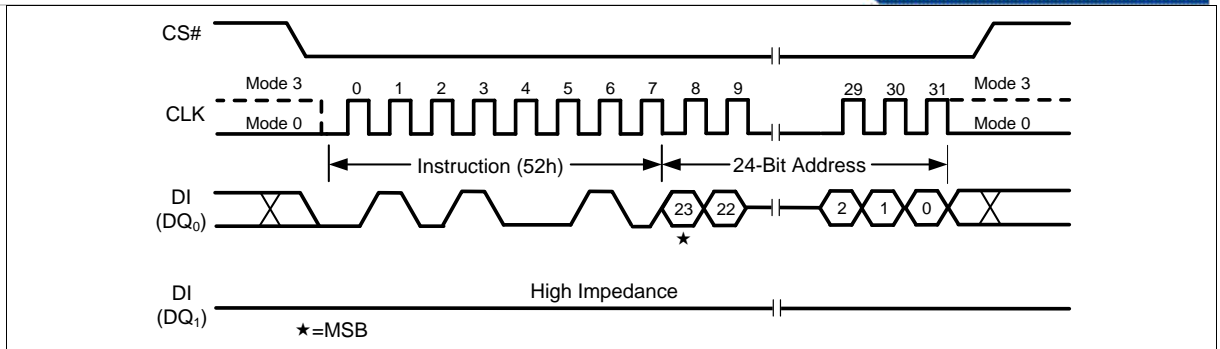 CS#
Mode 3 0 1 2 3 4 5 6 7 8 9 29 30 31 Mode 3
CLK
Mode 0 Mode 0
Instruction (52h) 24-Bit Address
DI
(DQ₀) 23 22 2 1 0
★
High Impedance
DI
(DQ₁)
★=MSB